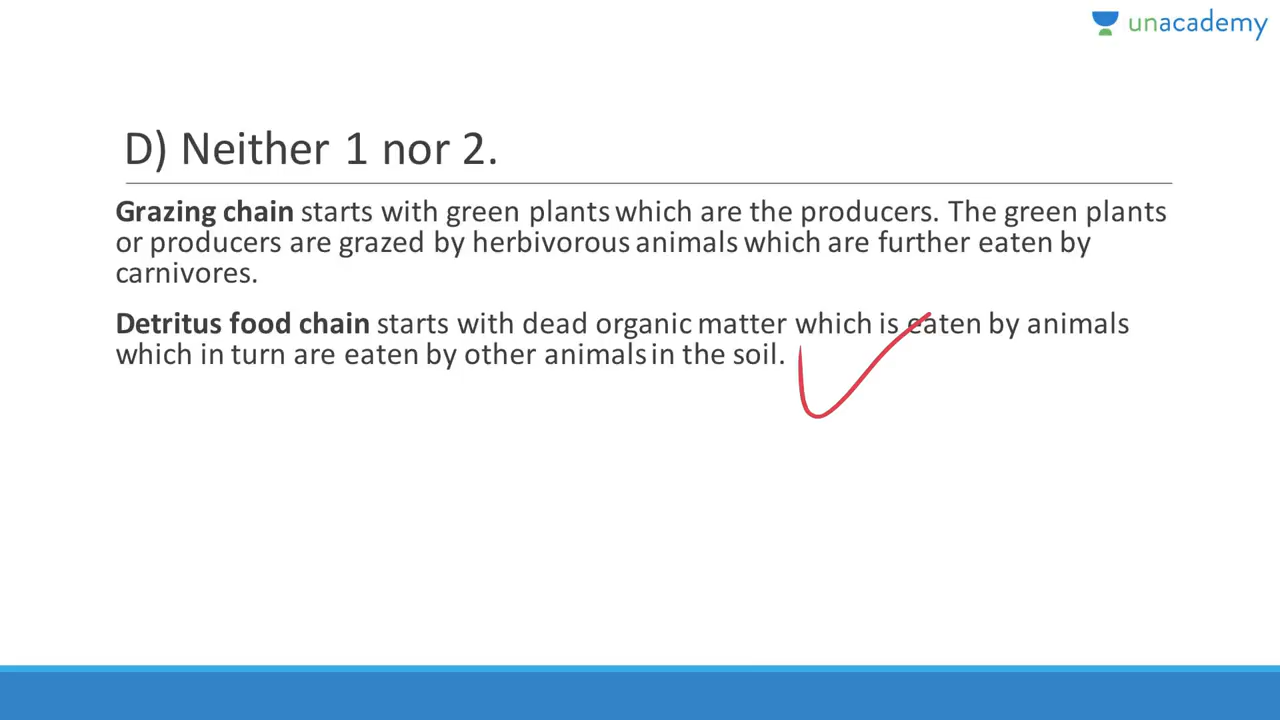 unacademy
D) Neither 1 nor 2.
Grazing chain starts with green plants which are the producers. The green plants
or producers are grazed by herbivorous animals which are further eaten by
carnivores.
Detritus food chain starts with dead organic matter which is eaten by animals
which in turn are eaten by other animals in the soil.